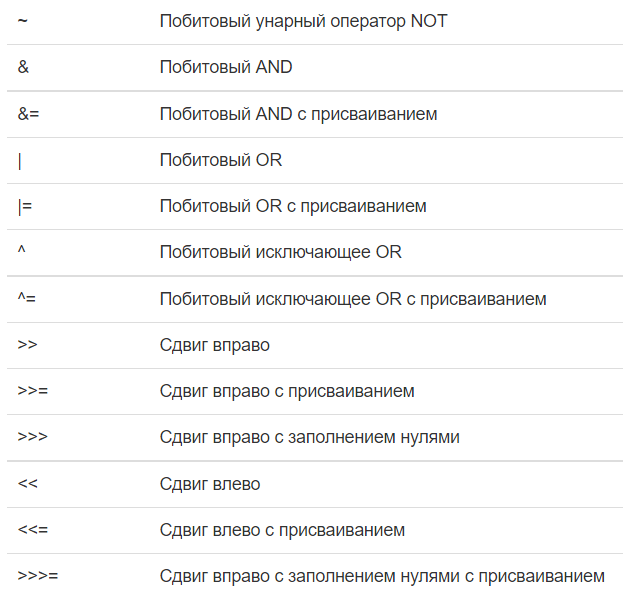 ~ Побитовый унарный оператор NOT
& Побитовый AND
&= Побитовый AND с присваиванием
| Побитовый OR
|= Побитовый OR с присваиванием
^ Побитовый исключающее OR
^= Побитовый исключающее OR с присваиванием
>> Сдвиг вправо
>>= Сдвиг вправо с присваиванием
>>> Сдвиг вправо с заполнением нулями
<< Сдвиг влево
<<= Сдвиг влево с присваиванием
>>>= Сдвиг вправо с заполнением нулями с присваиванием